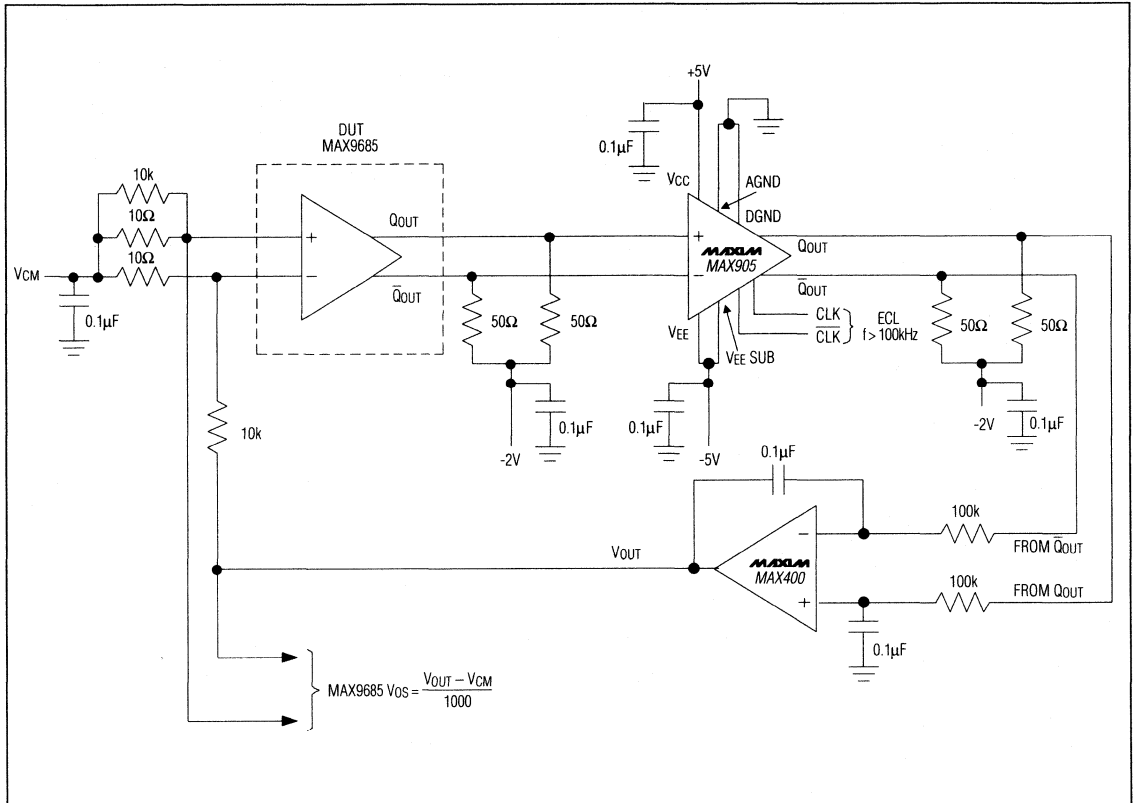 +5V
DUT
MAX9685
0.1µF
10k
VCC
AGND
DGND
10Ω
QOUT
+
+
QOUT
MAXIM
MAX905
VCM
10Ω
−
−
Q̅OUT
Q̅OUT
0.1µF
50Ω
50Ω
VEE
CLK
C̅L̅K̅
ECL
f > 100kHz
50Ω
50Ω
VEE SUB
10k
0.1µF
-2V
0.1µF
-5V
-2V
0.1µF
0.1µF
100k
−
FROM Q̅OUT
VOUT
MAXIM
MAX400
100k
+
FROM QOUT
0.1µF
MAX9685 VOS = VOUT − VCM
1000